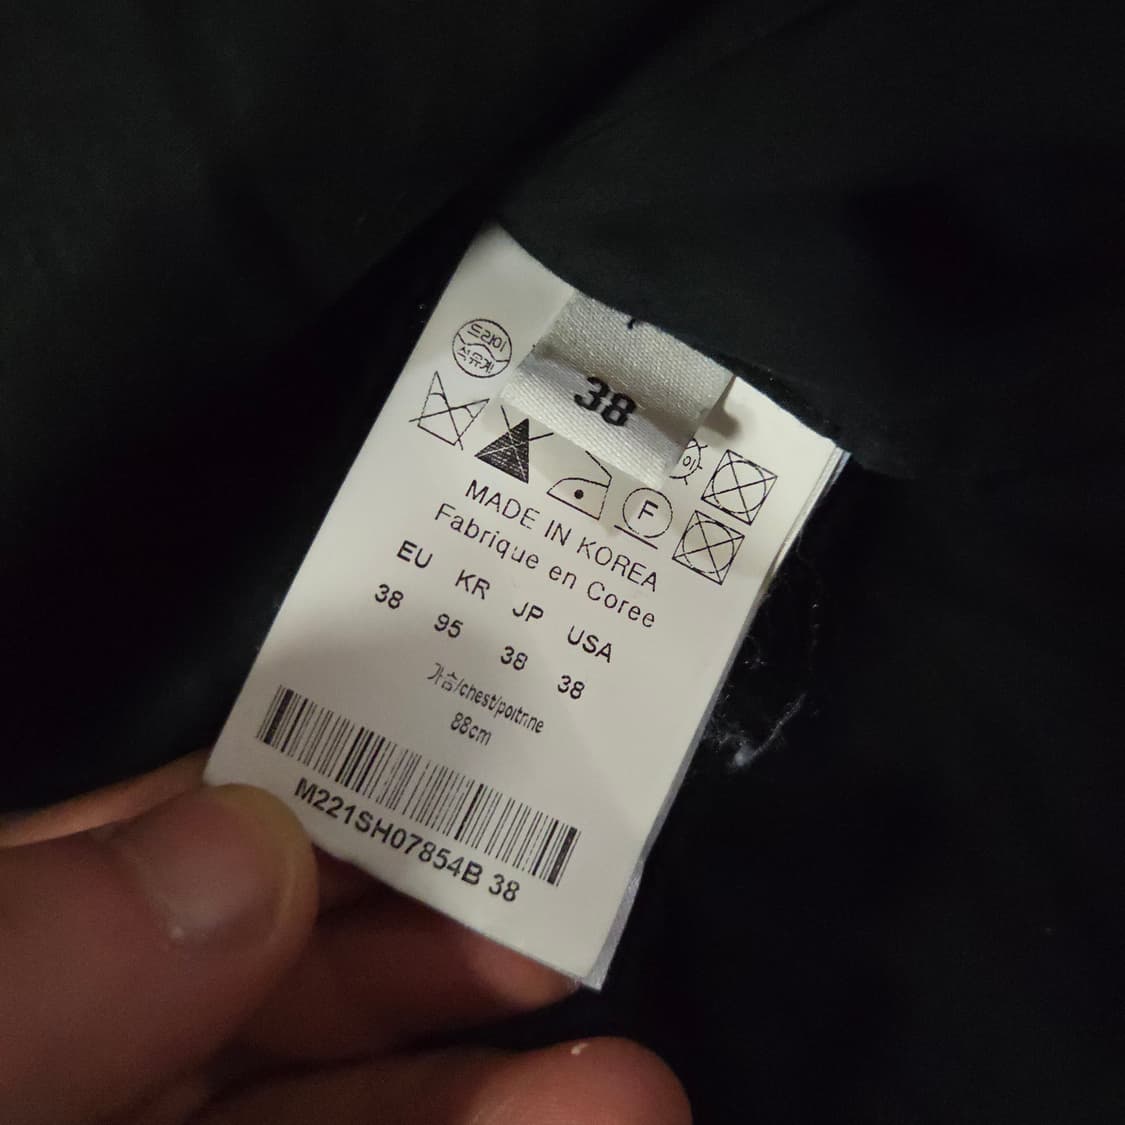 드라이
석유계
38
F
MADE IN KOREA
Fabrique en Coree
EU KR JP USA
38 95 38 38
가슴/chest/poitrine
88cm
M221SH07854B 38